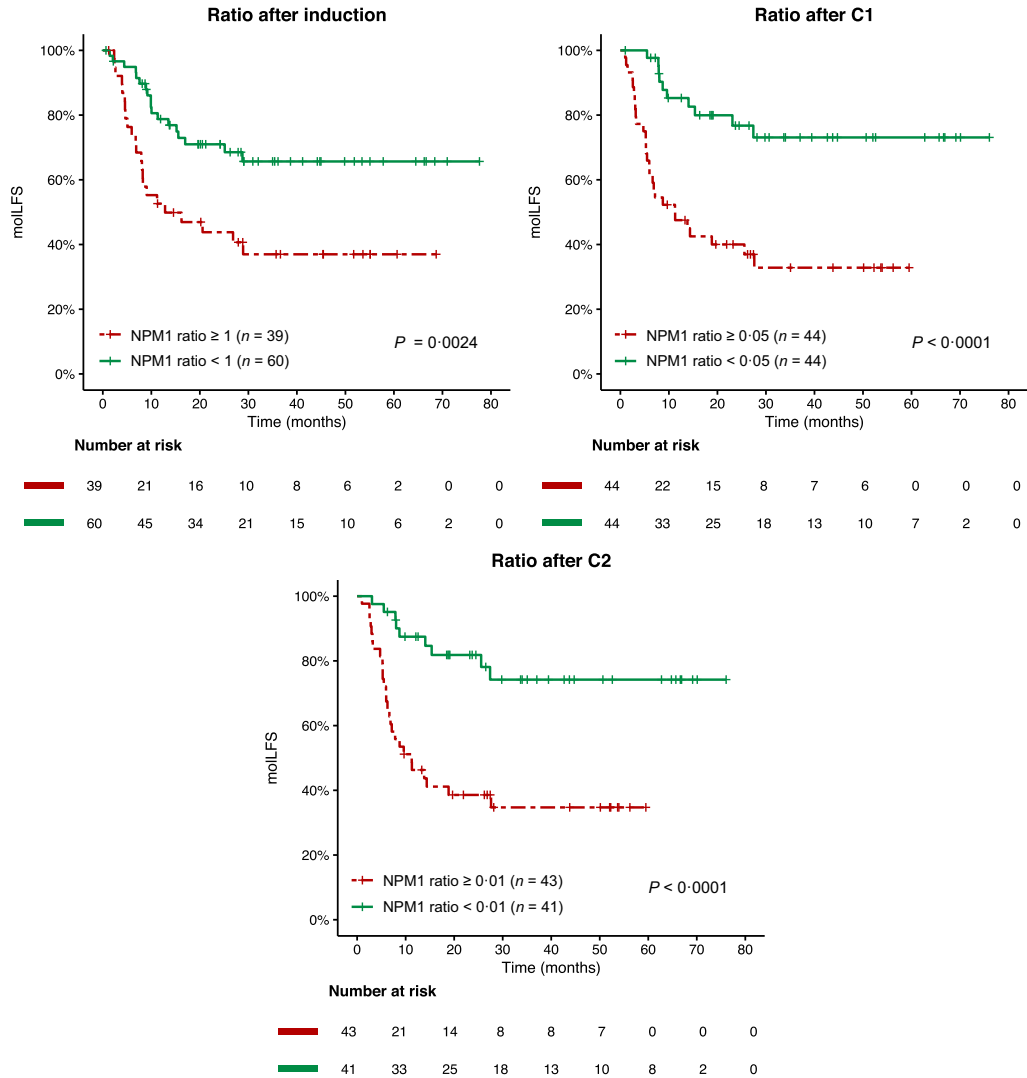 Ratio after induction
100%
80%
60%
40%
20%
0%
molLFS
NPM1 ratio ≥ 1 (n = 39)
NPM1 ratio < 1 (n = 60)
P = 0·0024
0 10 20 30 40 50 60 70 80
Time (months)
Number at risk
39 21 16 10 8 6 2 0 0
60 45 34 21 15 10 6 2 0
Ratio after C1
100%
80%
60%
40%
20%
0%
molLFS
NPM1 ratio ≥ 0·05 (n = 44)
NPM1 ratio < 0·05 (n = 44)
P < 0·0001
0 10 20 30 40 50 60 70 80
Time (months)
Number at risk
44 22 15 8 7 6 0 0 0
44 33 25 18 13 10 7 2 0
Ratio after C2
100%
80%
60%
40%
20%
0%
molLFS
NPM1 ratio ≥ 0·01 (n = 43)
NPM1 ratio < 0·01 (n = 41)
P < 0·0001
0 10 20 30 40 50 60 70 80
Time (months)
Number at risk
43 21 14 8 8 7 0 0 0
41 33 25 18 13 10 8 2 0